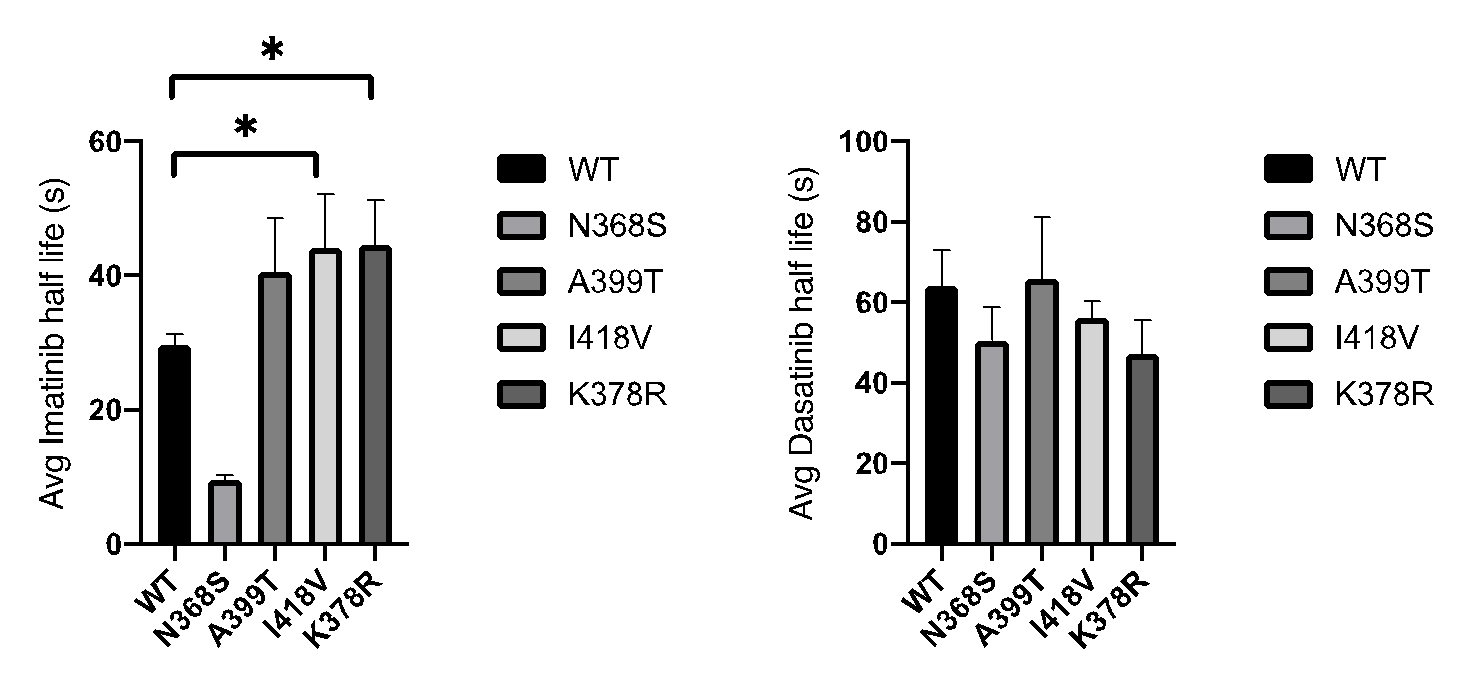 *
*
Avg Imatinib half life (s)
60
40
20
0
WT
N368S
A399T
I418V
K378R
WT
N368S
A399T
I418V
K378R
Avg Dasatinib half life (s)
100
80
60
40
20
0
WT
N368S
A399T
I418V
K378R
WT
N368S
A399T
I418V
K378R